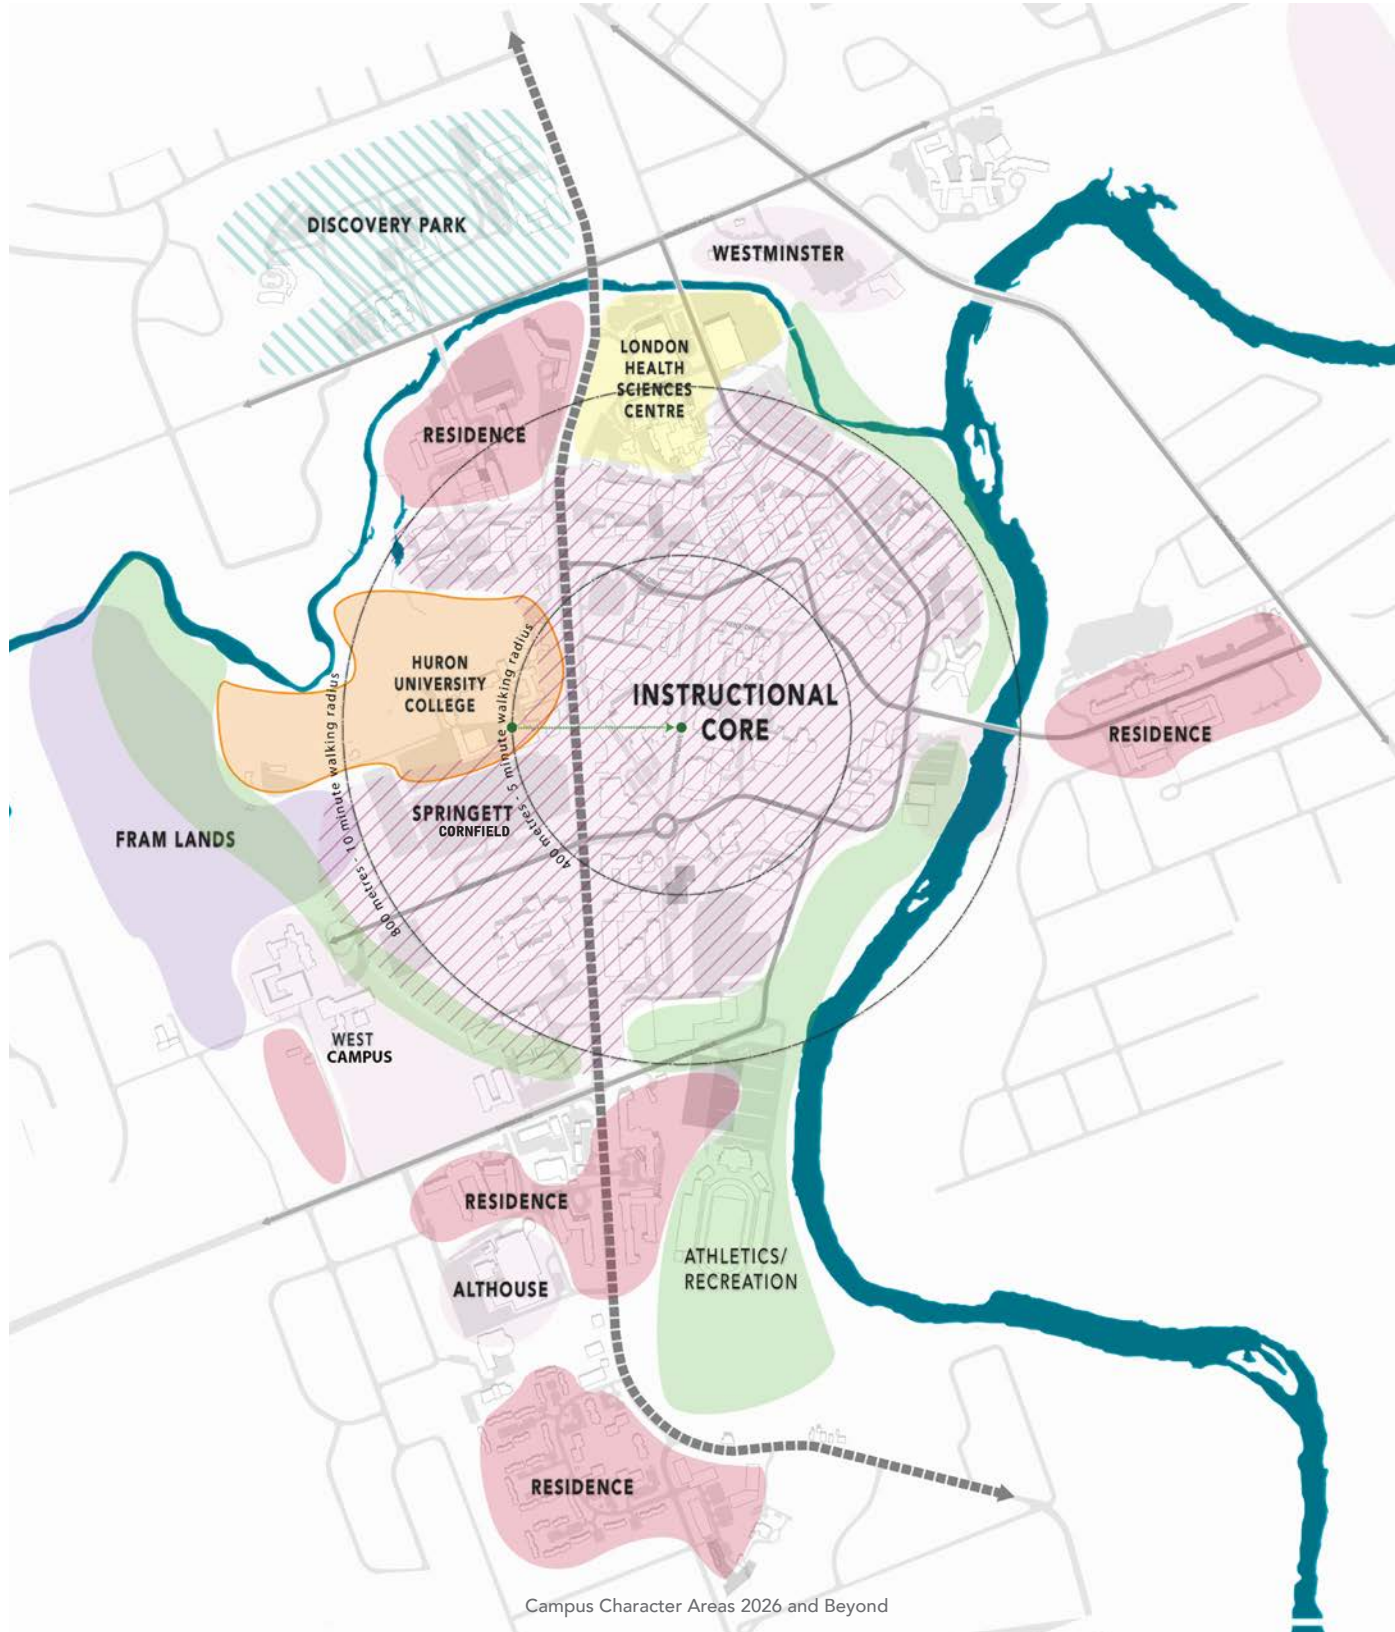 DISCOVERY PARK
WESTMINSTER
LONDON
HEALTH
SCIENCES
CENTRE
RESIDENCE
HURON
UNIVERSITY
COLLEGE
INSTRUCTIONAL
CORE
RESIDENCE
800 metres - 10 minute walking radius
400 metres - 5 minute walking radius
SPRINGETT
CORNFIELD
FRAM LANDS
WEST
CAMPUS
RESIDENCE
ATHLETICS/
RECREATION
ALTHOUSE
RESIDENCE
Campus Character Areas 2026 and Beyond